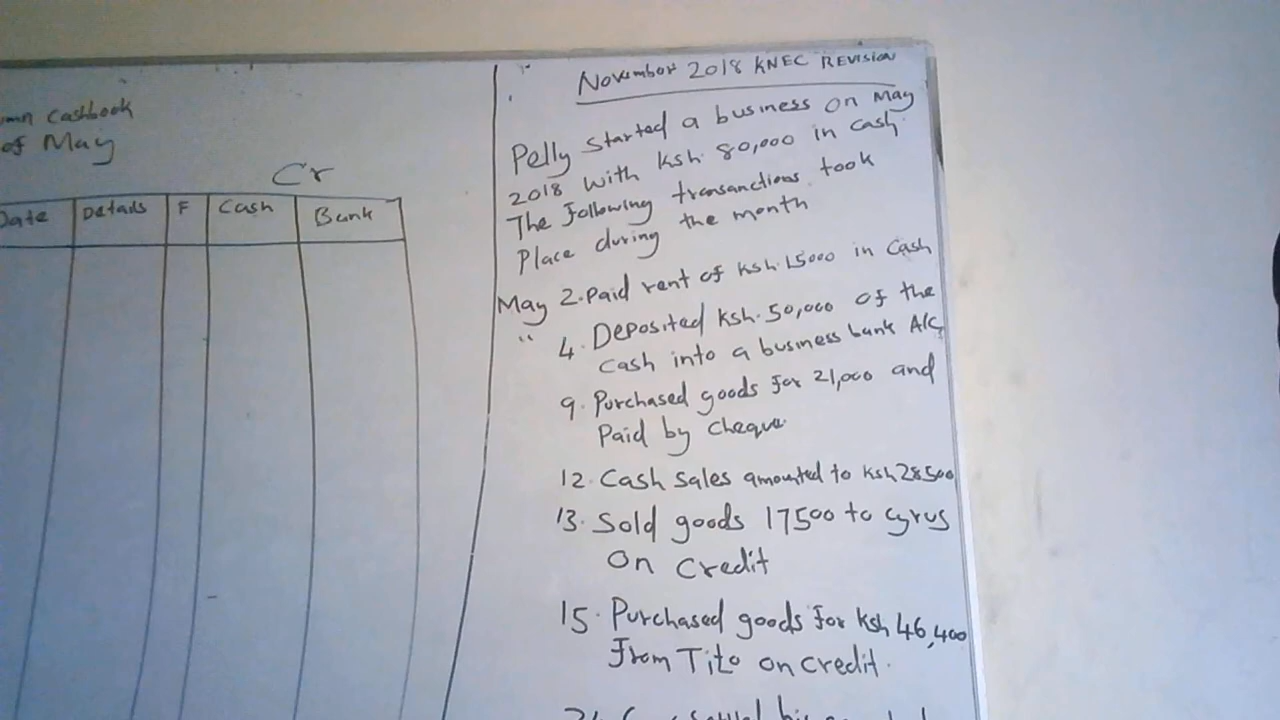 cashbook
of May
Cr
Date Details F Cash Bank
November 2018 KNEC REVISION
Pelly started a business on May
2018 with Ksh 80,000 in cash.
The following transanctions took
Place during the month
May 2. Paid rent of Ksh.15000 in cash
" 4. Deposited Ksh.50,000 of the
cash into a business bank A/C
9. Purchased goods for 21,000 and
Paid by cheque.
12. Cash sales amounted to Ksh 28500
13. Sold goods 17500 to Cyrus
On credit
15. Purchased goods for Ksh 46,400
From Tito on credit.